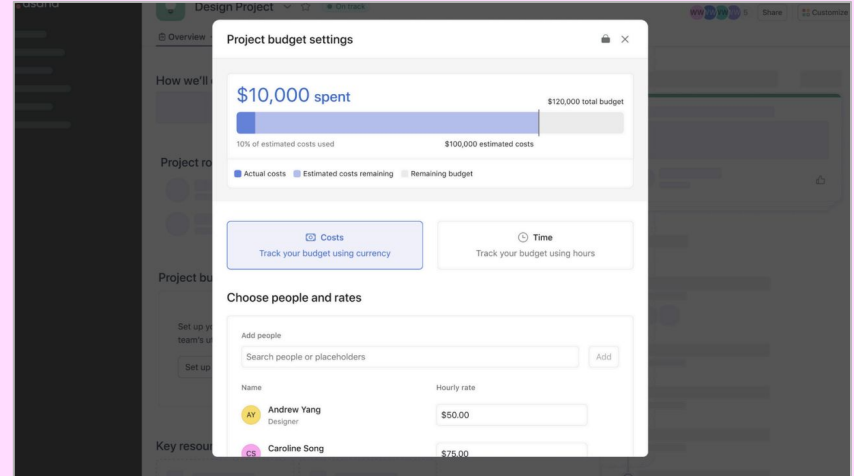 asana
Design Project
On track
5 Share Customize
Overview
Project budget settings
How we'll
$10,000 spent
$120,000 total budget
10% of estimated costs used
$100,000 estimated costs
Project ro
Actual costs Estimated costs remaining Remaining budget
Costs
Track your budget using currency
Time
Track your budget using hours
Project bu
Choose people and rates
Set up yo
team's u
Set up
Add people
Search people or placeholders
Add
Name Hourly rate
AY Andrew Yang
Designer
$50.00
Key resour
CS Caroline Song
$75.00